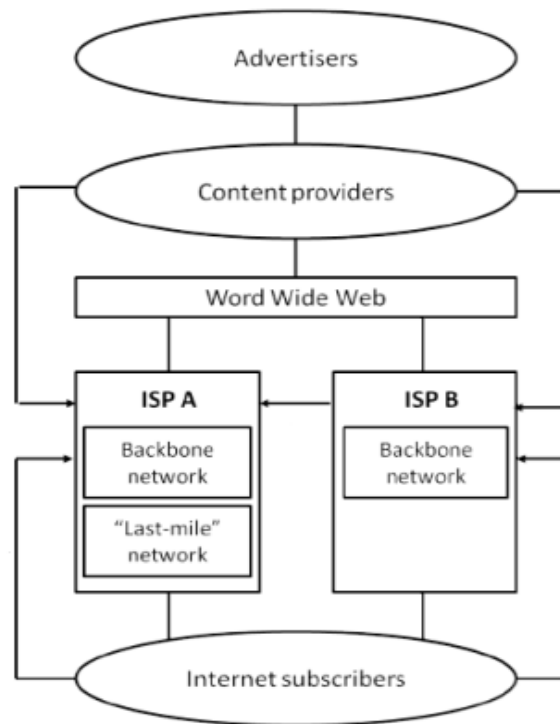 Advertisers
Content providers
Word Wide Web
ISP A
Backbone
network
“Last-mile”
network
ISP B
Backbone
network
Internet subscribers